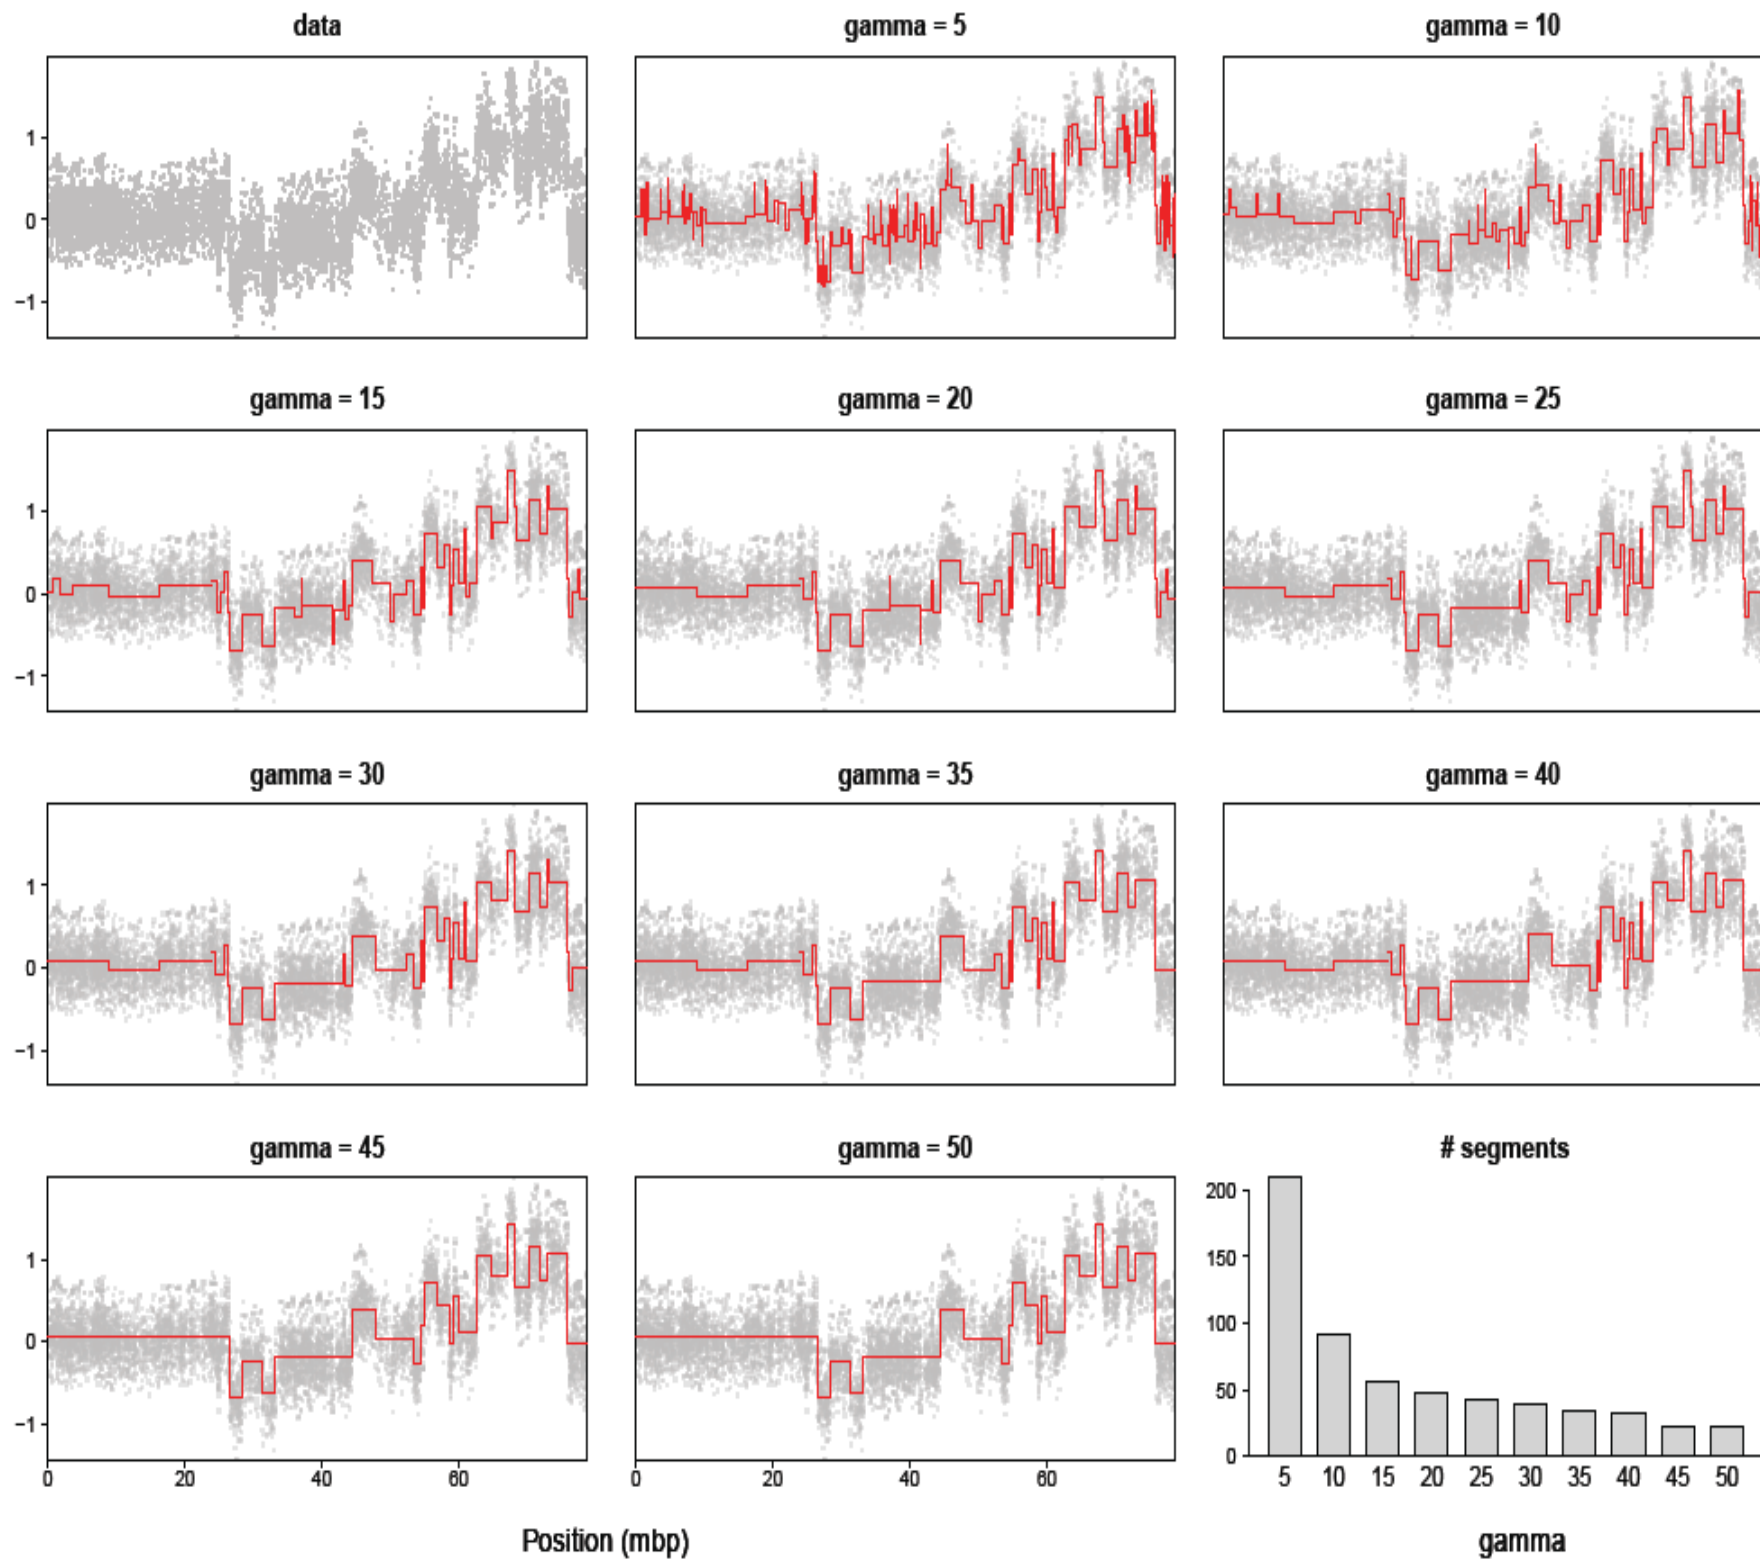 data gamma = 5 gamma = 10
1
0
−1
gamma = 15 gamma = 20 gamma = 25
1
0
−1
gamma = 30 gamma = 35 gamma = 40
1
0
−1
gamma = 45 gamma = 50 # segments
1
0
−1
200
150
100
50
0
0 20 40 60 0 20 40 60 5 10 15 20 25 30 35 40 45 50
Position (mbp) gamma